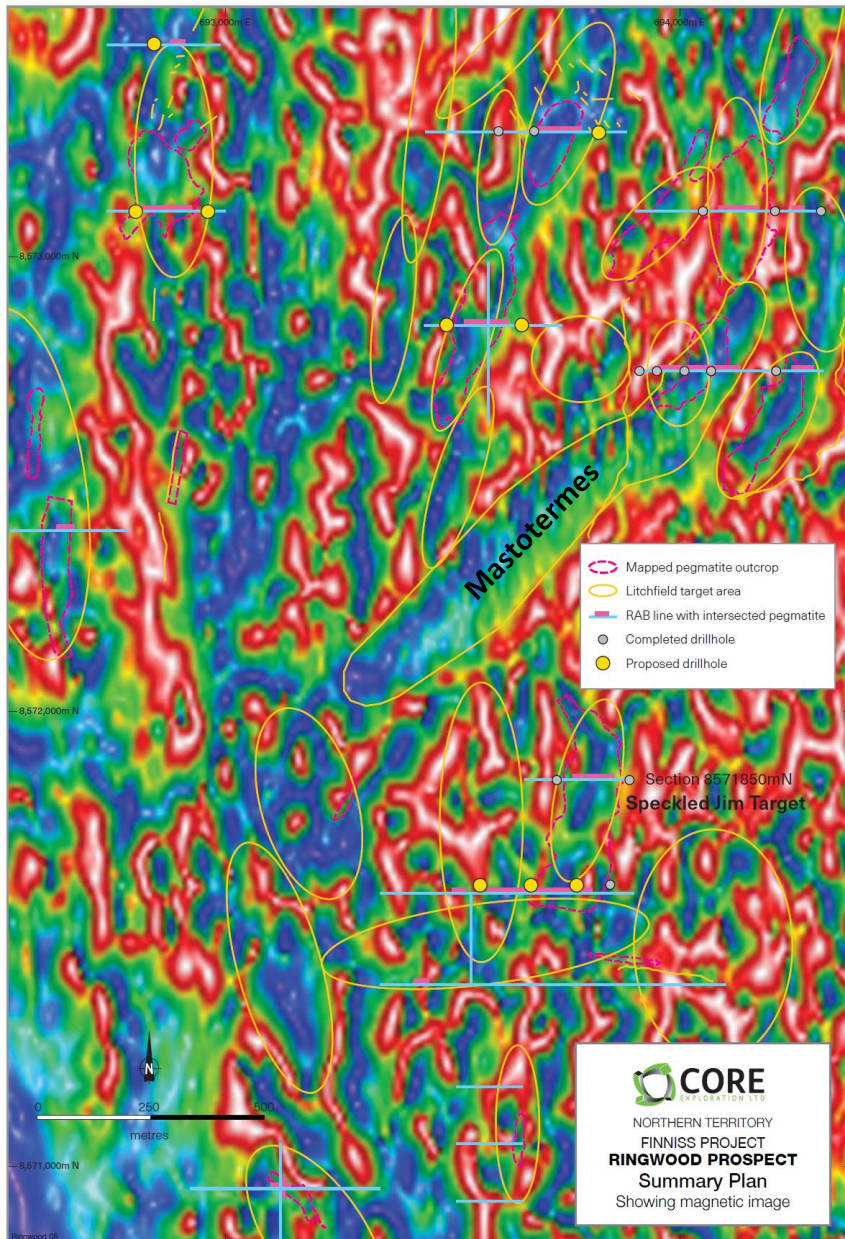 693,000m E
694,000m E
8,573,000m N
Mastotermes
Mapped pegmatite outcrop
Litchfield target area
RAB line with intersected pegmatite
Completed drillhole
Proposed drillhole
8,572,000m N
Section 8571850mN
Speckled Jim Target
N
0 250 500
metres
CORE
EXPLORATION LTD
NORTHERN TERRITORY
FINNISS PROJECT
RINGWOOD PROSPECT
Summary Plan
Showing magnetic image
8,571,000m N